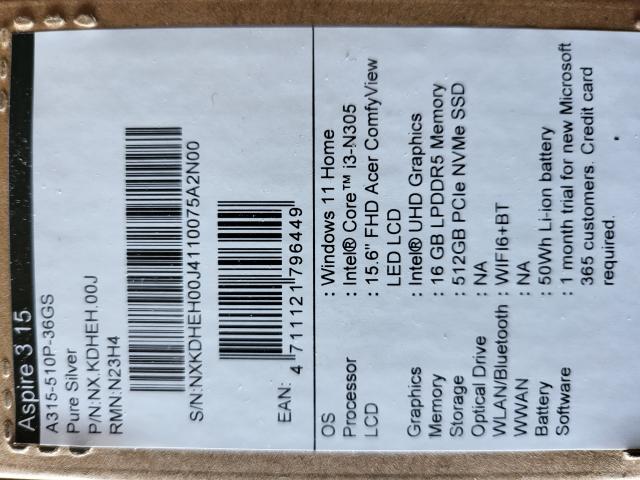 Aspire 3 15
A315-510P-36GS
Pure Silver
P/N:NX.KDHEH.00J
RMN:N23H4
S/N:NXKDHEH00J4110075A2N00
EAN: 4 711121 796449
OS : Windows 11 Home
Processor : Intel® Core™ i3-N305
LCD : 15.6" FHD Acer ComfyView
LED LCD
Graphics : Intel® UHD Graphics
Memory : 16 GB LPDDR5 Memory
Storage : 512GB PCIe NVMe SSD
Optical Drive : NA
WLAN/Bluetooth : WIFI6+BT
WWAN : NA
Battery : 50Wh Li-ion battery
Software : 1 month trial for new Microsoft
365 customers. Credit card
required.